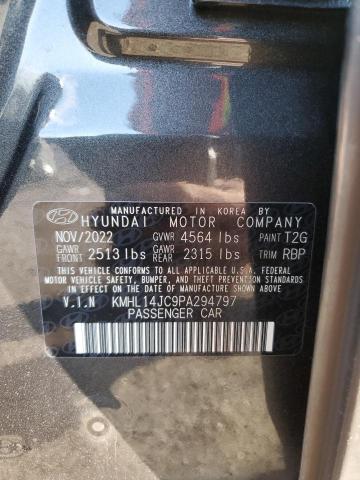 MANUFACTURED IN KOREA BY
HYUNDAI MOTOR COMPANY
NOV/2022 GVWR 4564 lbs PAINT T2G
GAWR FRONT 2513 lbs GAWR REAR 2315 lbs TRIM RBP
THIS VEHICLE CONFORMS TO ALL APPLICABLE U.S.A. FEDERAL
MOTOR VEHICLE SAFETY, BUMPER, AND THEFT PREVENTION
STANDARDS IN EFFECT ON THE DATE OF MANUFACTURE SHOWN ABOVE.
V.I.N KMHL14JC9PA294797
PASSENGER CAR